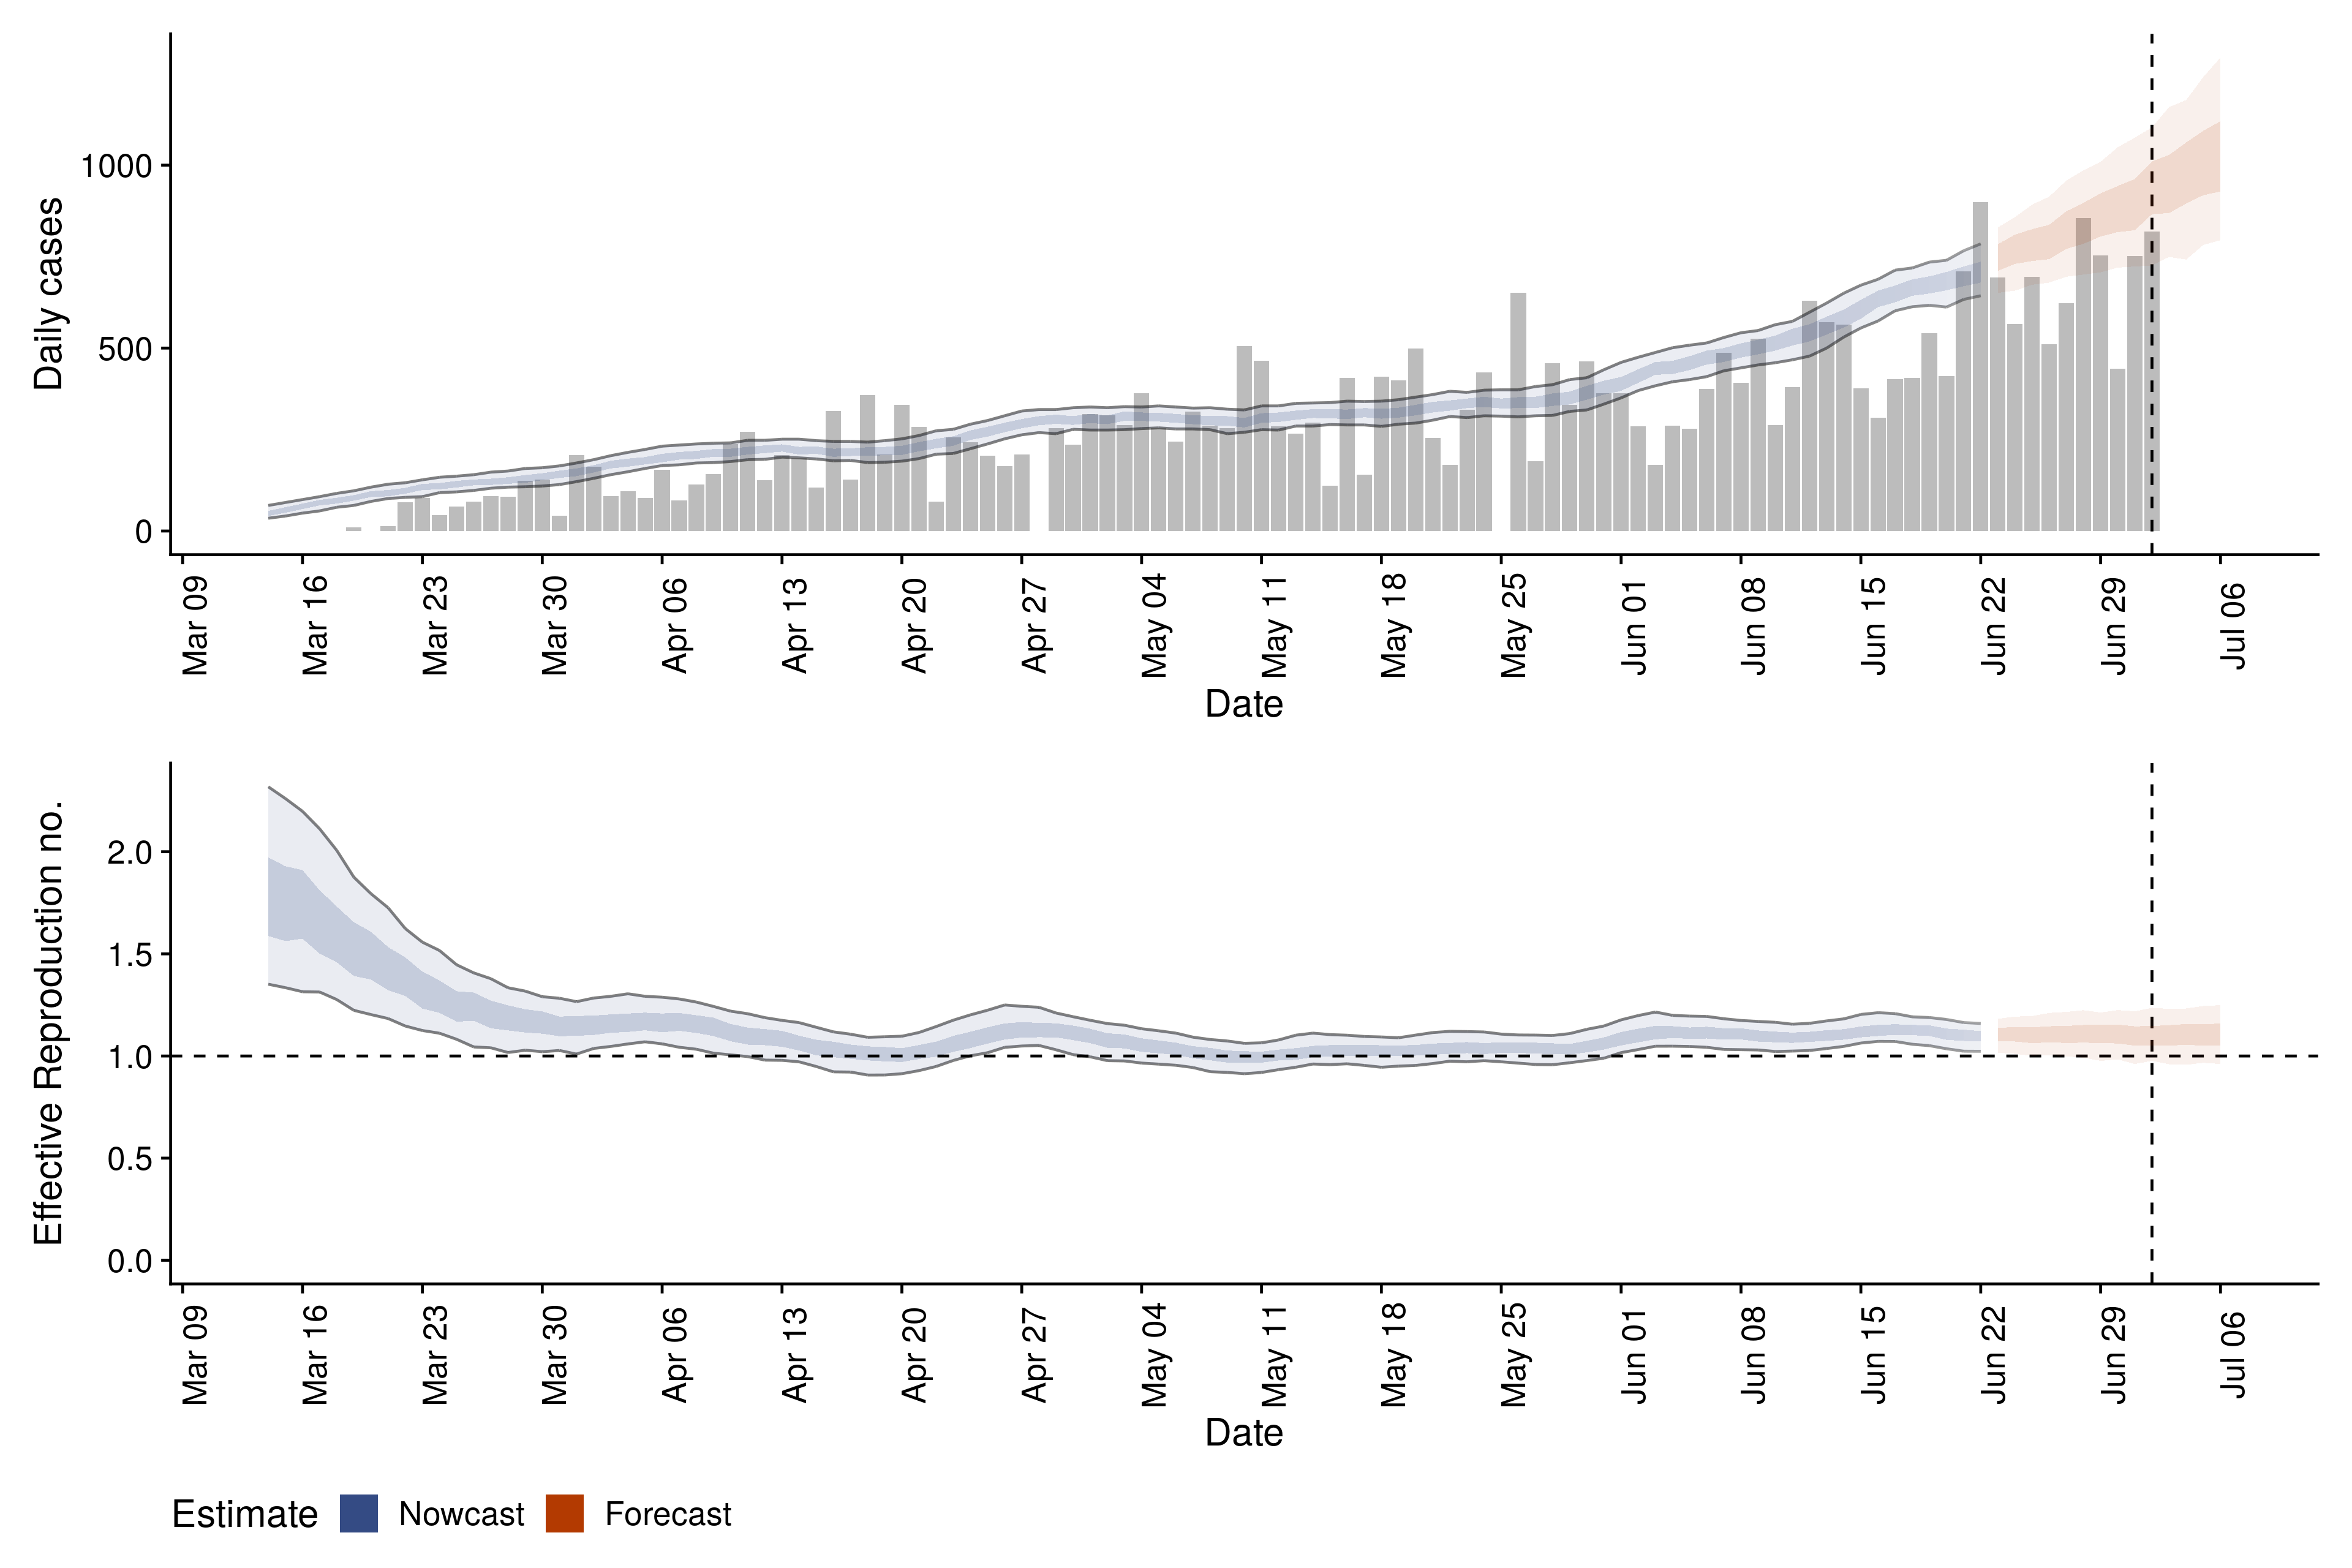 Daily cases
1000
500
0
Mar 09 Mar 16 Mar 23 Mar 30 Apr 06 Apr 13 Apr 20 Apr 27 May 04 May 11 May 18 May 25 Jun 01 Jun 08 Jun 15 Jun 22 Jun 29 Jul 06
Date
Effective Reproduction no.
2.0
1.5
1.0
0.5
0.0
Mar 09 Mar 16 Mar 23 Mar 30 Apr 06 Apr 13 Apr 20 Apr 27 May 04 May 11 May 18 May 25 Jun 01 Jun 08 Jun 15 Jun 22 Jun 29 Jul 06
Date
Estimate Nowcast Forecast